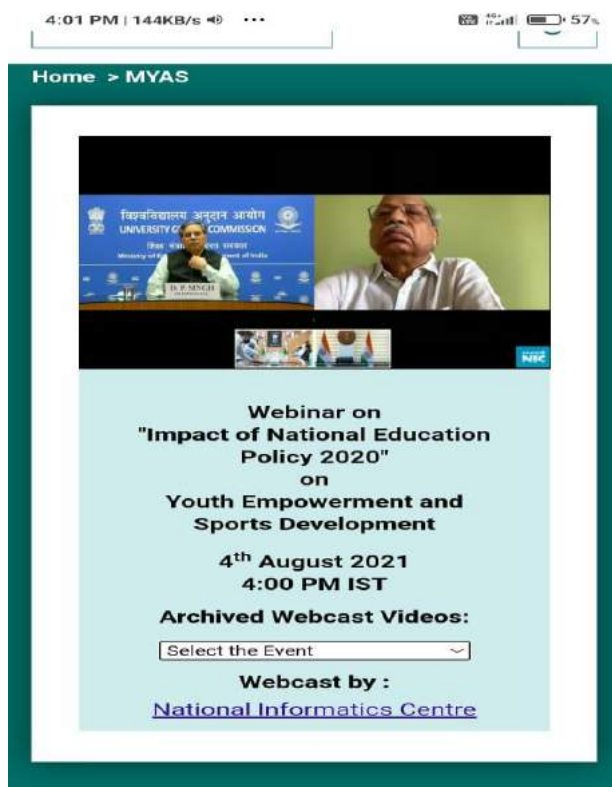 4:01 PM | 144KB/s
4G+
57%
Home > MYAS
विश्वविद्यालय अनुदान आयोग
UNIVERSITY COMMISSION
D. P. SINGH
NIC
Webinar on
"Impact of National Education
Policy 2020"
on
Youth Empowerment and
Sports Development
4th August 2021
4:00 PM IST
Archived Webcast Videos:
Select the Event
Webcast by :
National Informatics Centre